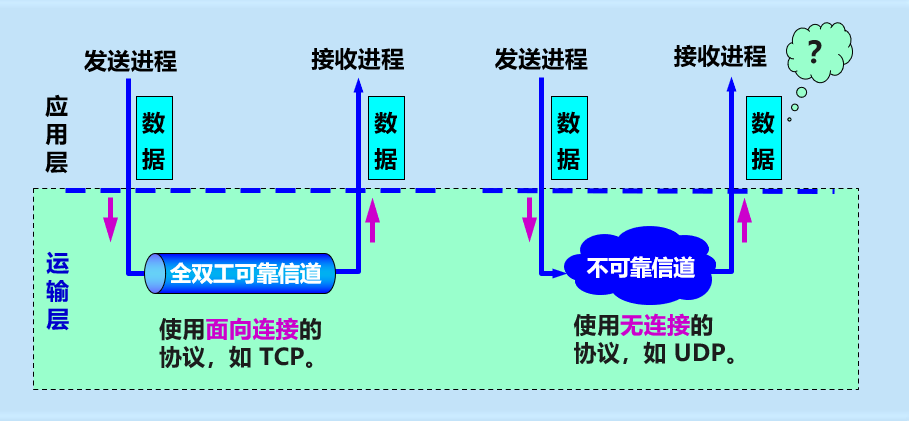 发送进程
接收进程
发送进程
接收进程
?
应用层
数据
数据
数据
数据
运输层
全双工可靠信道
不可靠信道
使用面向连接的
协议，如 TCP。
使用无连接的
协议，如 UDP。